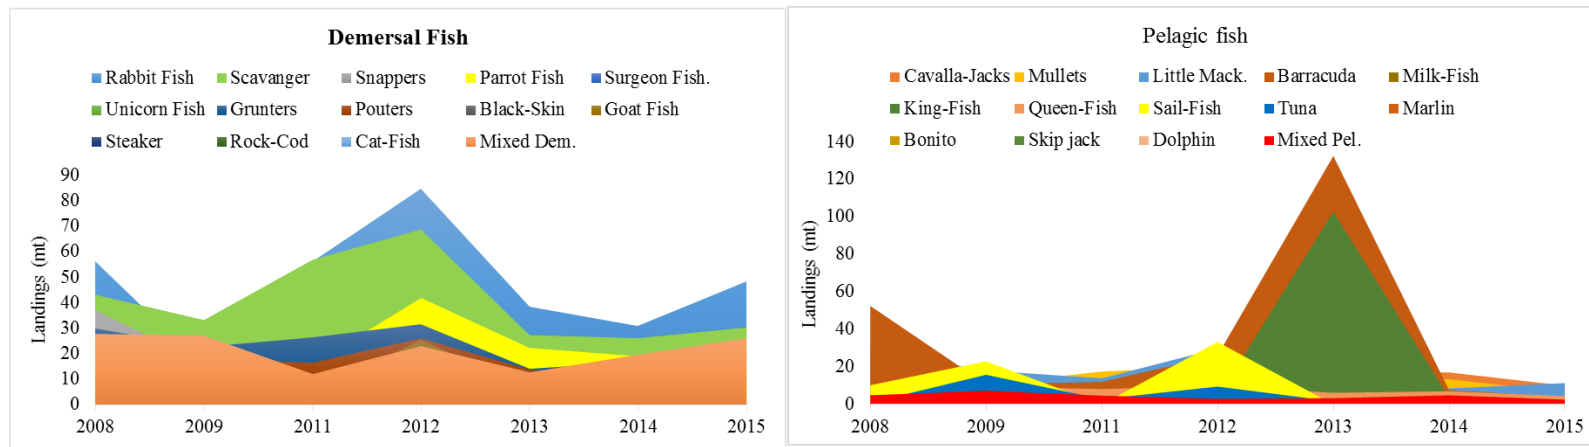 Demersal Fish
Rabbit Fish Scavanger Snappers Parrot Fish Surgeon Fish.
Unicorn Fish Grunters Pouters Black-Skin Goat Fish
Steaker Rock-Cod Cat-Fish Mixed Dem.
Landings (mt)
90
80
70
60
50
40
30
20
10
0
2008 2009 2011 2012 2013 2014 2015
Pelagic fish
Cavalla-Jacks Mullets Little Mack. Barracuda Milk-Fish
King-Fish Queen-Fish Sail-Fish Tuna Marlin
Bonito Skip jack Dolphin Mixed Pel.
Landings (mt)
140
120
100
80
60
40
20
0
2008 2009 2011 2012 2013 2014 2015